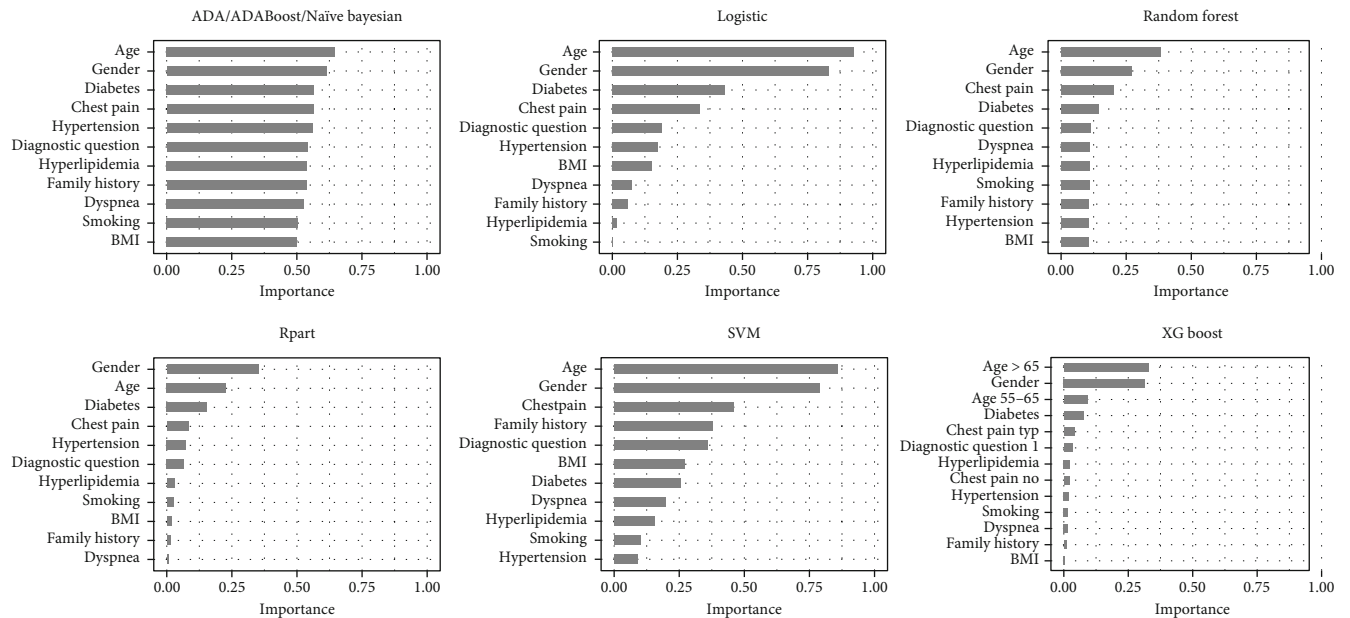 ADA/ADABoost/Naïve bayesian
Age
Gender
Diabetes
Chest pain
Hypertension
Diagnostic question
Hyperlipidemia
Family history
Dyspnea
Smoking
BMI
0.00 0.25 0.50 0.75 1.00
Importance
Logistic
Age
Gender
Diabetes
Chest pain
Diagnostic question
Hypertension
BMI
Dyspnea
Family history
Hyperlipidemia
Smoking
0.00 0.25 0.50 0.75 1.00
Importance
Random forest
Age
Gender
Chest pain
Diabetes
Diagnostic question
Dyspnea
Hyperlipidemia
Smoking
Family history
Hypertension
BMI
0.00 0.25 0.50 0.75 1.00
Importance
Rpart
Gender
Age
Diabetes
Chest pain
Hypertension
Diagnostic question
Hyperlipidemia
Smoking
BMI
Family history
Dyspnea
0.00 0.25 0.50 0.75 1.00
Importance
SVM
Age
Gender
Chestpain
Family history
Diagnostic question
BMI
Diabetes
Dyspnea
Hyperlipidemia
Smoking
Hypertension
0.00 0.25 0.50 0.75 1.00
Importance
XG boost
Age > 65
Gender
Age 55–65
Diabetes
Chest pain typ
Diagnostic question 1
Hyperlipidemia
Chest pain no
Hypertension
Smoking
Dyspnea
Family history
BMI
0.00 0.25 0.50 0.75 1.00
Importance